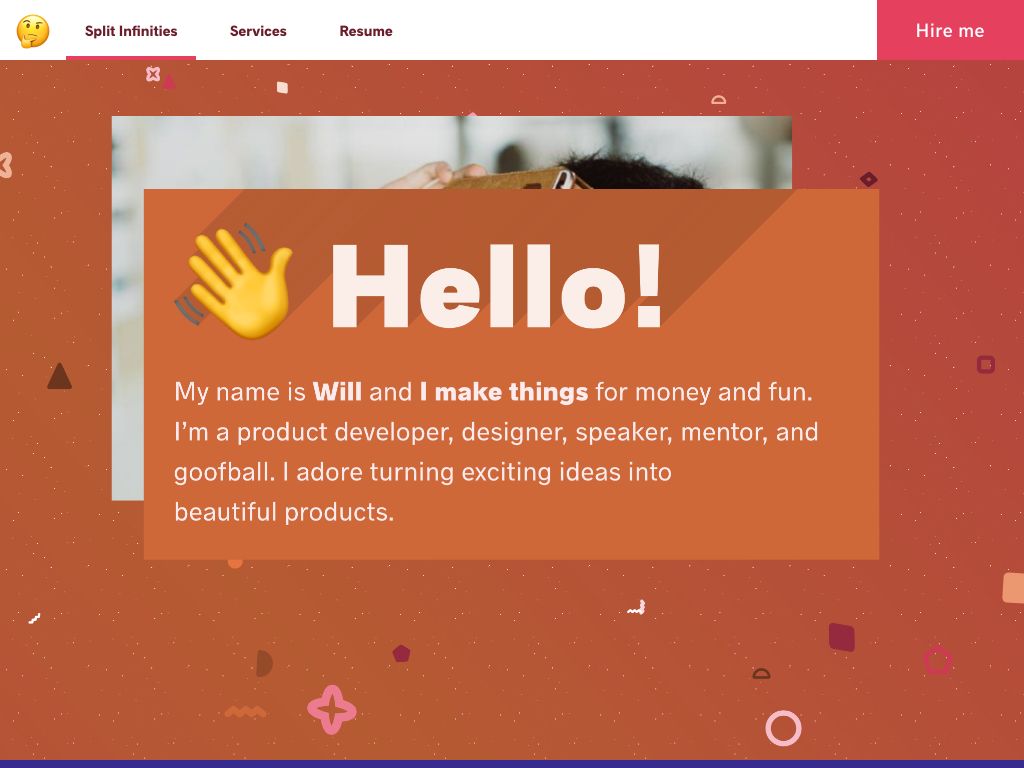 Split Infinities
Services
Resume
Hire me
Hello!
My name is Will and I make things for money and fun.
I’m a product developer, designer, speaker, mentor, and
goofball. I adore turning exciting ideas into
beautiful products.